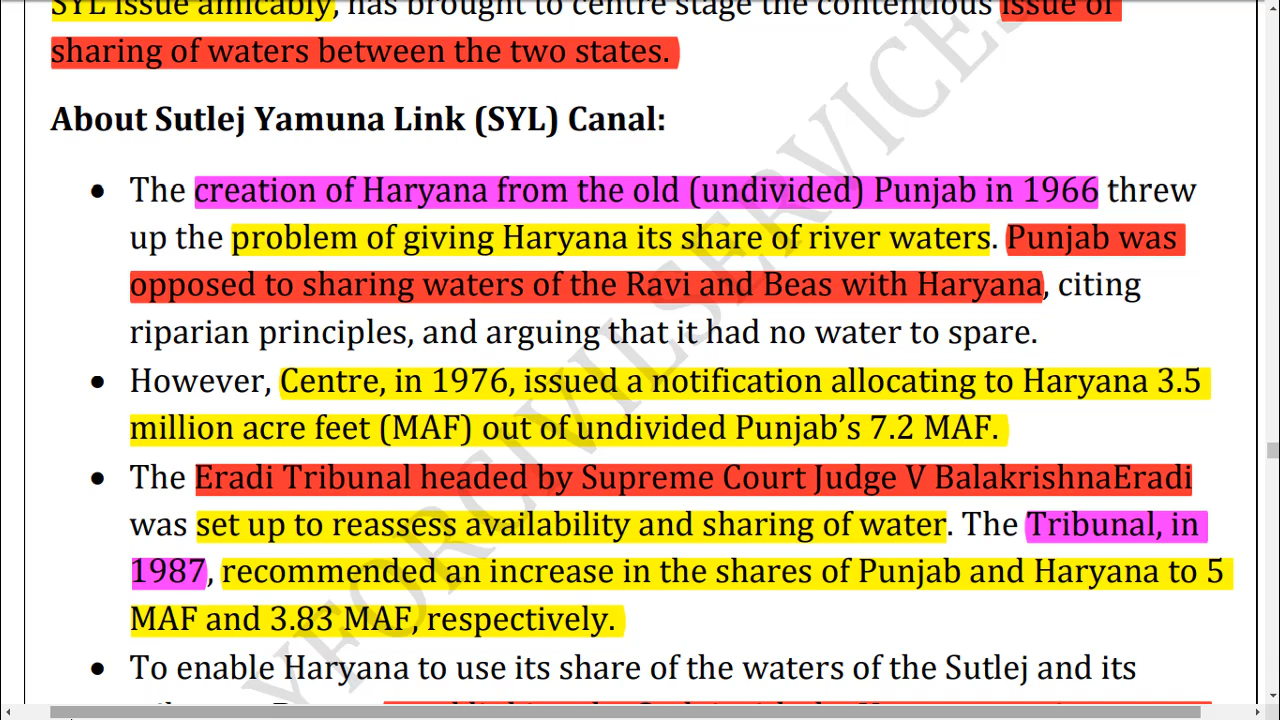 SYL issue amicably, has brought to centre stage the contentious issue of
sharing of waters between the two states.
About Sutlej Yamuna Link (SYL) Canal:
• The creation of Haryana from the old (undivided) Punjab in 1966 threw
up the problem of giving Haryana its share of river waters. Punjab was
opposed to sharing waters of the Ravi and Beas with Haryana, citing
riparian principles, and arguing that it had no water to spare.
• However, Centre, in 1976, issued a notification allocating to Haryana 3.5
million acre feet (MAF) out of undivided Punjab’s 7.2 MAF.
• The Eradi Tribunal headed by Supreme Court Judge V BalakrishnaEradi
was set up to reassess availability and sharing of water. The Tribunal, in
1987, recommended an increase in the shares of Punjab and Haryana to 5
MAF and 3.83 MAF, respectively.
• To enable Haryana to use its share of the waters of the Sutlej and its
YFORCIVILSERVICES